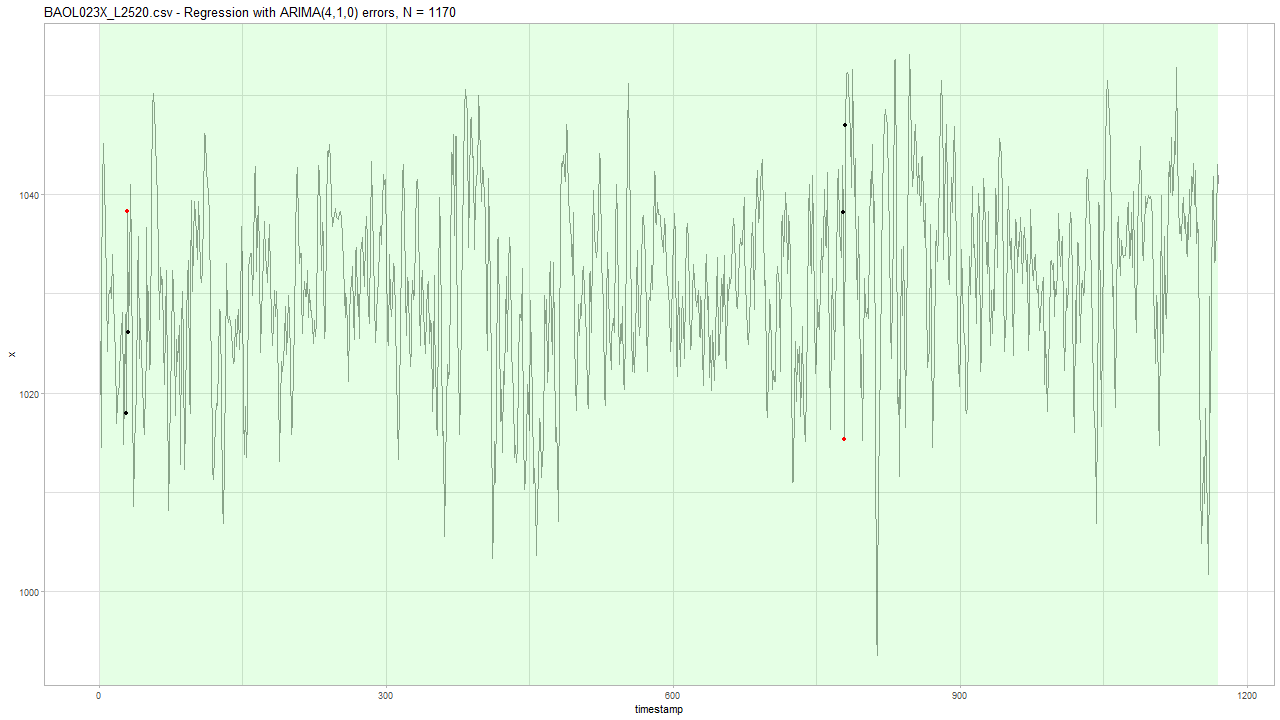 BAOL023X_L2520.csv - Regression with ARIMA(4,1,0) errors, N = 1170
x
1040
1020
1000
0
300
600
900
1200
timestamp